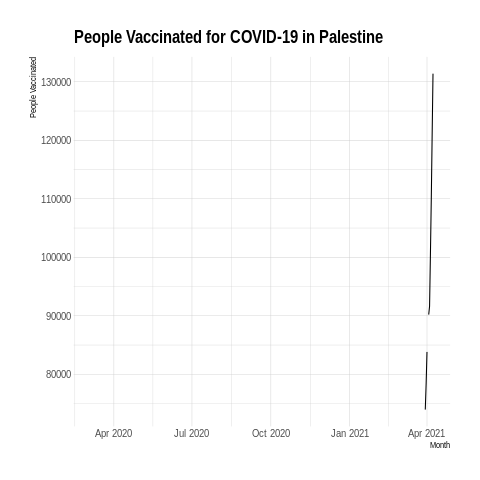 People Vaccinated for COVID-19 in Palestine
People Vaccinated
130000
120000
110000
100000
90000
80000
Apr 2020 Jul 2020 Oct 2020 Jan 2021 Apr 2021
Month